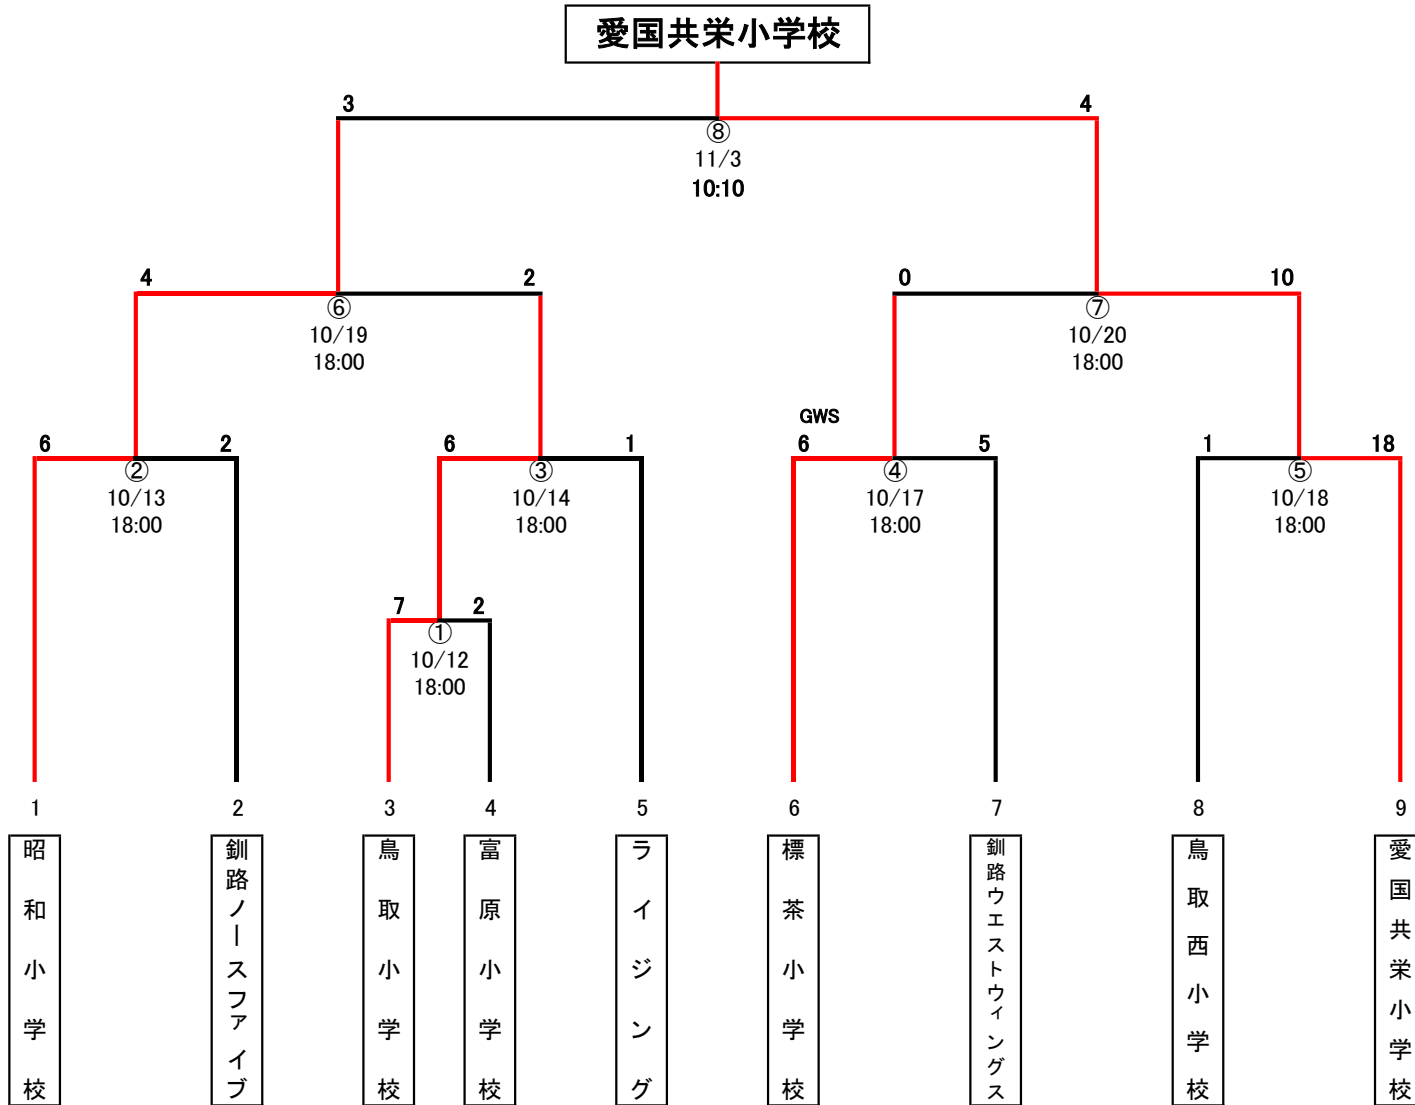 愛国共栄小学校
3 4
⑧
11/3
10:10
4 2 0 10
⑥ ⑦
10/19 10/20
18:00 18:00
GWS
6 2 6 1 6 5 1 18
② ③ ④ ⑤
10/13 10/14 10/17 10/18
18:00 18:00 18:00 18:00
7 2
①
10/12
18:00
1 2 3 4 5 6 7 8 9
昭和小学校
釧路ノースファイブ
鳥取小学校
富原小学校
ライジング
標茶小学校
釧路ウエストウィングス
鳥取西小学校
愛国共栄小学校